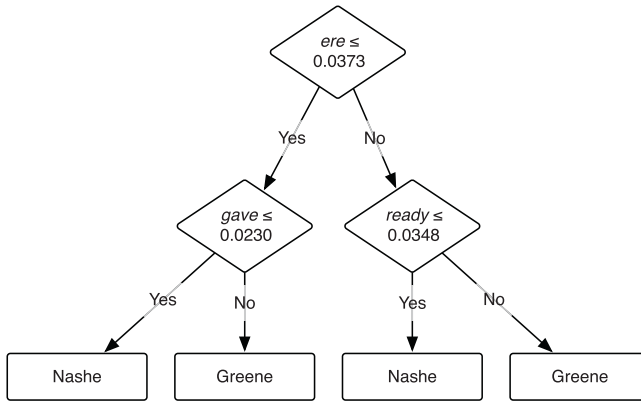 ere ≤
0.0373
Yes
No
gave ≤
0.0230
ready ≤
0.0348
Yes
No
Yes
No
Nashe
Greene
Nashe
Greene